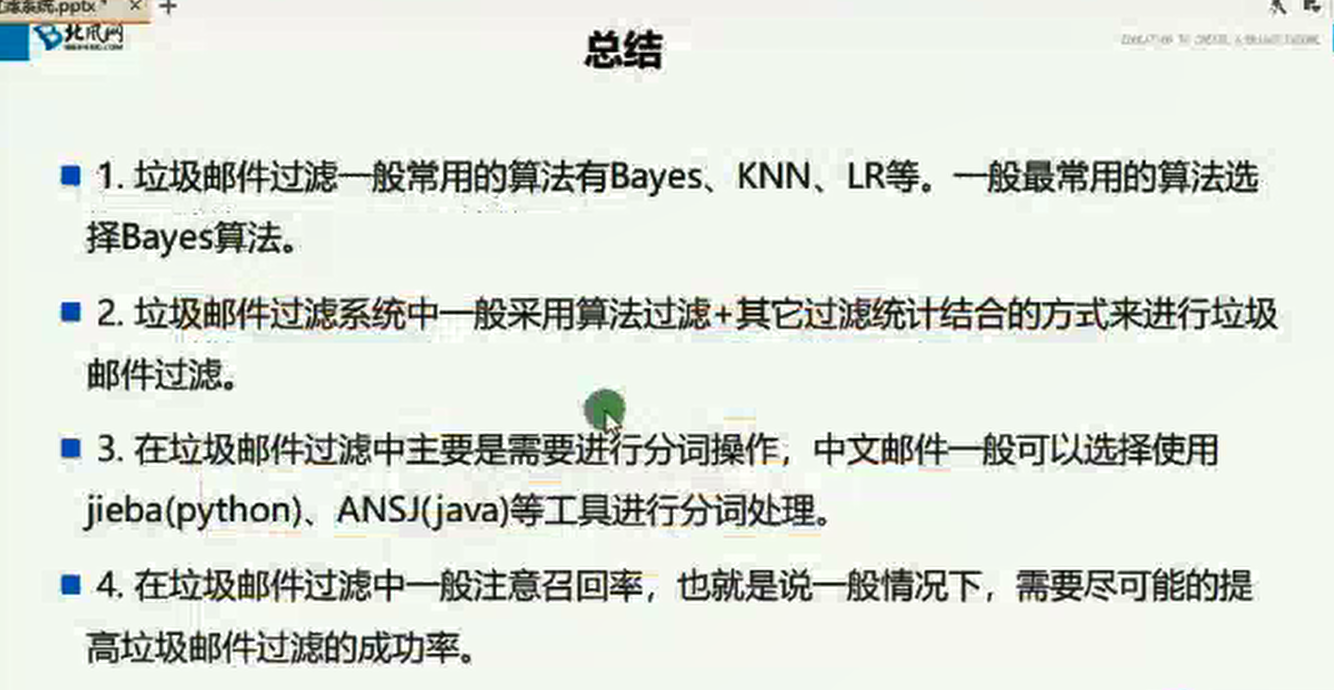 滤系统.pptx *
北风网
总结
1. 垃圾邮件过滤一般常用的算法有Bayes、KNN、LR等。一般最常用的算法选
择Bayes算法。
2. 垃圾邮件过滤系统中一般采用算法过滤+其它过滤统计结合的方式来进行垃圾
邮件过滤。
3. 在垃圾邮件过滤中主要是需要进行分词操作，中文邮件一般可以选择使用
jieba(python)、ANSJ(java)等工具进行分词处理。
4. 在垃圾邮件过滤中一般注意召回率，也就是说一般情况下，需要尽可能的提
高垃圾邮件过滤的成功率。